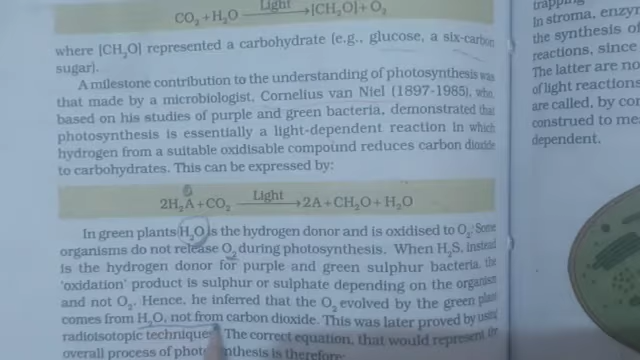 CO₂ + H₂O —Light→ [CH₂O] + O₂
where [CH₂O] represented a carbohydrate (e.g., glucose, a six-carbon
sugar).
A milestone contribution to the understanding of photosynthesis was
that made by a microbiologist, Cornelius van Niel (1897-1985), who,
based on his studies of purple and green bacteria, demonstrated that
photosynthesis is essentially a light-dependent reaction in which
hydrogen from a suitable oxidisable compound reduces carbon dioxide
to carbohydrates. This can be expressed by:
2H₂A + CO₂ —Light→ 2A + CH₂O + H₂O
In green plants H₂O is the hydrogen donor and is oxidised to O₂. Some
organisms do not release O₂ during photosynthesis. When H₂S, instead
is the hydrogen donor for purple and green sulphur bacteria, the
'oxidation' product is sulphur or sulphate depending on the organism
and not O₂. Hence, he inferred that the O₂ evolved by the green plant
comes from H₂O, not from carbon dioxide. This was later proved by using
radioisotopic techniques. The correct equation, that would represent the
overall process of photosynthesis is therefore:
trapping
In stroma, enzym
the synthesis of
reactions, since
The latter are no
of light reactions
are called, by con
construed to me
dependent.